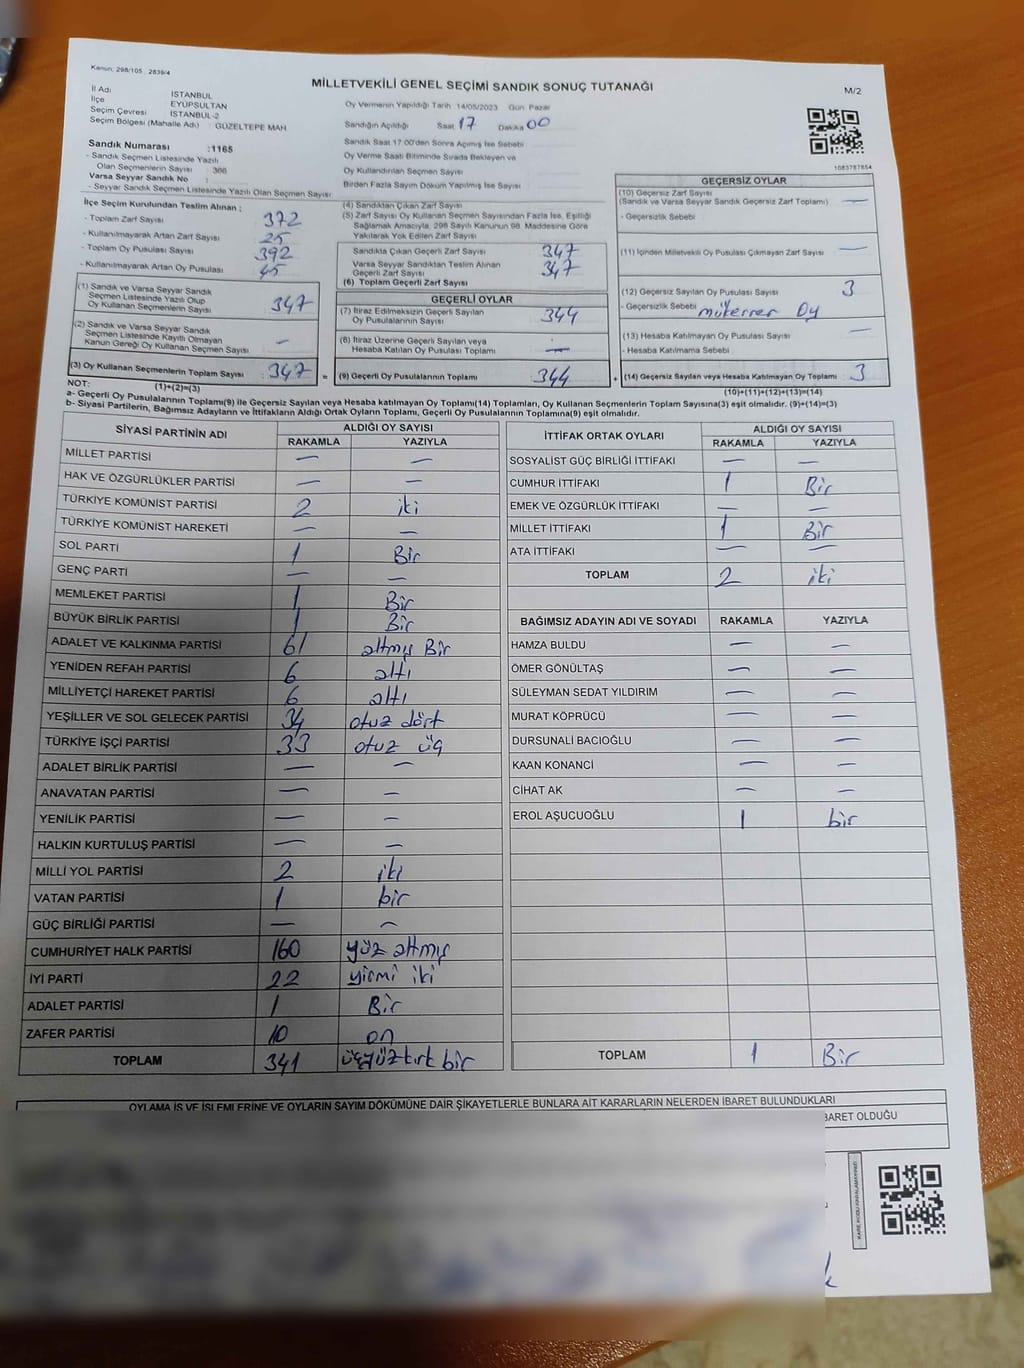 Kanun: 298/105 2839/4
MİLLETVEKİLİ GENEL SEÇİMİ SANDIK SONUÇ TUTANAĞI
M/2
İl Adı İSTANBUL
İlçe EYÜPSULTAN
Seçim Çevresi İSTANBUL-2
Seçim Bölgesi (Mahalle Adı) : GÜZELTEPE MAH.
Oy Vermenin Yapıldığı Tarih 14/05/2023 Gün Pazar
Sandığın Açıldığı Saat 17 Dakika 00
Sandık Numarası :1165
- Sandık Seçmen Listesinde Yazılı
Olan Seçmenlerin Sayısı : 366
Varsa Seyyar Sandık No :
- Seyyar Sandık Seçmen Listesinde Yazılı Olan Seçmen Sayısı
Sandık Saat 17.00'den Sonra Açılmış İse Sebebi
Oy Verme Saati Bitiminde Sırada Bekleyen ve
Oy Kullandırılan Seçmen Sayısı
Birden Fazla Sayım Döküm Yapılmış İse Sayısı
1083787854
İlçe Seçim Kurulundan Teslim Alınan ;
- Toplam Zarf Sayısı 372
- Kullanılmayarak Artan Zarf Sayısı 25
- Toplam Oy Pusulası Sayısı 392
- Kullanılmayarak Artan Oy Pusulası 45
(1) Sandık ve Varsa Seyyar Sandık
Seçmen Listesinde Yazılı Olup
Oy Kullanan Seçmenlerin Sayısı 347
(2) Sandık ve Varsa Seyyar Sandık
Seçmen Listesinde Kayıtlı Olmayan
Kanun Gereği Oy Kullanan Seçmen Sayısı —
(3) Oy Kullanan Seçmenlerin Toplam Sayısı : 347
(4) Sandıktan Çıkan Zarf Sayısı
(5) Zarf Sayısı Oy Kullanan Seçmen Sayısından Fazla İse, Eşitliği
Sağlamak Amacıyla, 298 Sayılı Kanunun 98. Maddesine Göre
Yakılarak Yok Edilen Zarf Sayısı
Sandıkta Çıkan Geçerli Zarf Sayısı 347
Varsa Seyyar Sandıktan Teslim Alınan
Geçerli Zarf Sayısı 347
(6) Toplam Geçerli Zarf Sayısı
GEÇERLİ OYLAR
(7) İtiraz Edilmeksizin Geçerli Sayılan
Oy Pusulalarının Sayısı 344
(8) İtiraz Üzerine Geçerli Sayılan veya
Hesaba Katılan Oy Pusulası Toplamı —
= (9) Geçerli Oy Pusulalarının Toplamı 344
GEÇERSİZ OYLAR
(10) Geçersiz Zarf Sayısı
(Sandık ve Varsa Seyyar Sandık Geçersiz Zarf Toplamı) —
- Geçersizlik Sebebi
(11) İçinden Milletvekili Oy Pusulası Çıkmayan Zarf Sayısı —
(12) Geçersiz Sayılan Oy Pusulası Sayısı 3
- Geçersizlik Sebebi mükerrer Oy
(13) Hesaba Katılmayan Oy Pusulası Sayısı —
- Hesaba Katılmama Sebebi
+ (14) Geçersiz Sayılan veya Hesaba Katılmayan Oy Toplamı 3
NOT: (1)+(2)=(3) (10)+(11)+(12)+(13)=(14)
a- Geçerli Oy Pusulalarının Toplamı(9) ile Geçersiz Sayılan veya Hesaba katılmayan Oy Toplamı(14) Toplamları, Oy Kullanan Seçmenlerin Toplam Sayısına(3) eşit olmalıdır. (9)+(14)=(3)
b- Siyasi Partilerin, Bağımsız Adayların ve İttifakların Aldığı Ortak Oyların Toplamı, Geçerli Oy Pusulalarının Toplamına(9) eşit olmalıdır.
SİYASİ PARTİNİN ADI ALDIĞI OY SAYISI
RAKAMLA YAZIYLA
MİLLET PARTİSİ — —
HAK VE ÖZGÜRLÜKLER PARTİSİ — —
TÜRKİYE KOMÜNİST PARTİSİ 2 iki
TÜRKİYE KOMÜNİST HAREKETİ — —
SOL PARTİ 1 Bir
GENÇ PARTİ — —
MEMLEKET PARTİSİ 1 Bir
BÜYÜK BİRLİK PARTİSİ 1 Bir
ADALET VE KALKINMA PARTİSİ 61 altmış Bir
YENİDEN REFAH PARTİSİ 6 altı
MİLLİYETÇİ HAREKET PARTİSİ 6 altı
YEŞİLLER VE SOL GELECEK PARTİSİ 34 otuz dört
TÜRKİYE İŞÇİ PARTİSİ 33 otuz üç
ADALET BİRLİK PARTİSİ — —
ANAVATAN PARTİSİ — —
YENİLİK PARTİSİ — —
HALKIN KURTULUŞ PARTİSİ — —
MİLLİ YOL PARTİSİ 2 iki
VATAN PARTİSİ 1 bir
GÜÇ BİRLİĞİ PARTİSİ — —
CUMHURİYET HALK PARTİSİ 160 yüz altmış
İYİ PARTİ 22 yirmi iki
ADALET PARTİSİ 1 Bir
ZAFER PARTİSİ 10 on
TOPLAM 341 üçyüzkırk bir
İTTİFAK ORTAK OYLARI ALDIĞI OY SAYISI
RAKAMLA YAZIYLA
SOSYALİST GÜÇ BİRLİĞİ İTTİFAKI — —
CUMHUR İTTİFAKI 1 Bir
EMEK VE ÖZGÜRLÜK İTTİFAKI — —
MİLLET İTTİFAKI 1 Bir
ATA İTTİFAKI — —
TOPLAM 2 iki
BAĞIMSIZ ADAYIN ADI VE SOYADI RAKAMLA YAZIYLA
HAMZA BULDU — —
ÖMER GÖNÜLTAŞ — —
SÜLEYMAN SEDAT YILDIRIM — —
MURAT KÖPRÜCÜ — —
DURSUNALİ BACIOĞLU — —
KAAN KONANCİ — —
CİHAT AK — —
EROL AŞUCUOĞLU 1 bir
TOPLAM 1 Bir
OYLAMA İŞ VE İŞLEMLERİNE VE OYLARIN SAYIM DÖKÜMÜNE DAİR ŞİKAYETLERLE BUNLARA AİT KARARLARIN NELERDEN İBARET BULUNDUKLARI
BARET OLDUĞU
KARE KODU KARALAMAYINIZ!